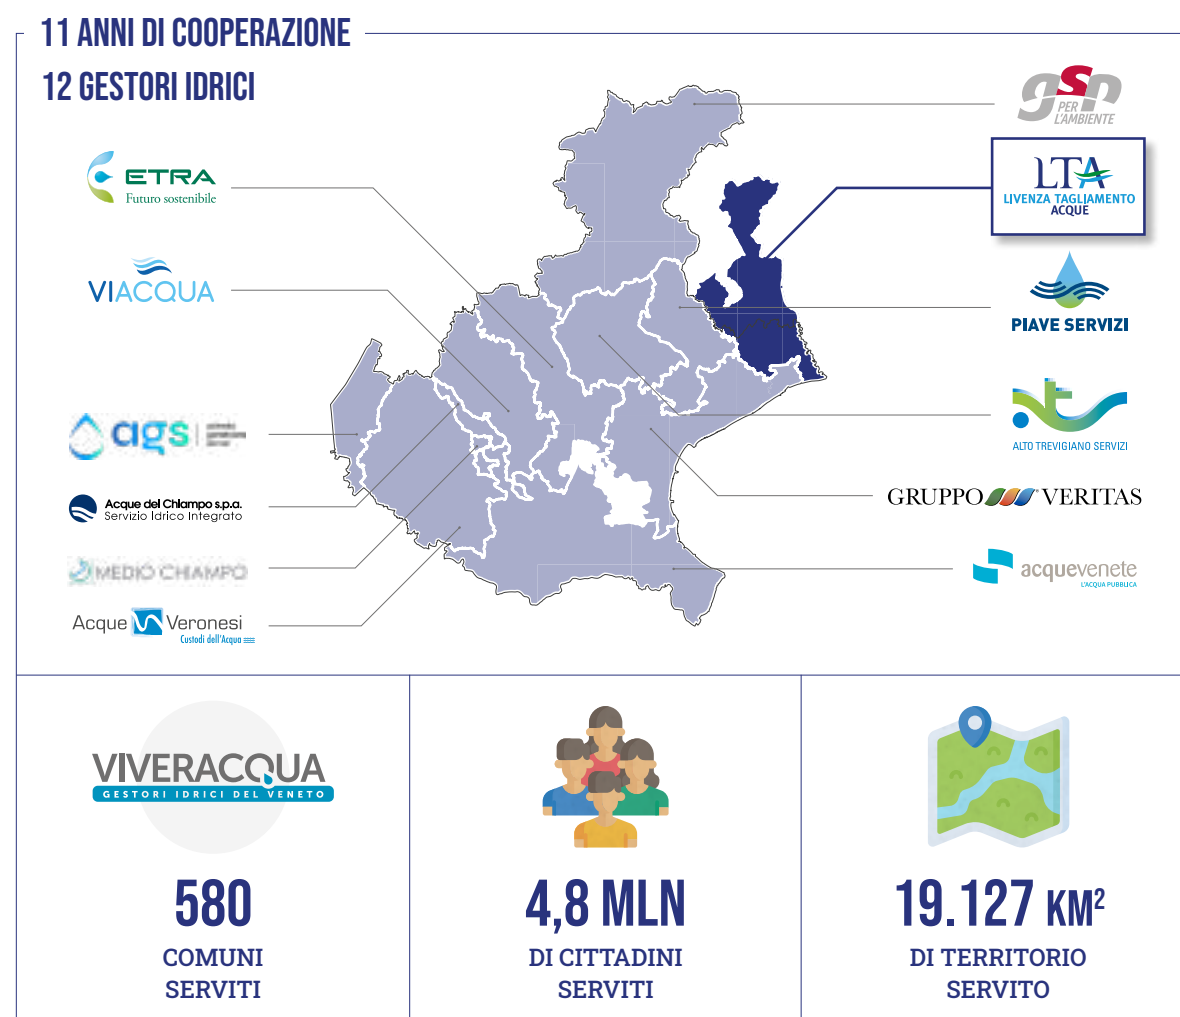 11 ANNI DI COOPERAZIONE
12 GESTORI IDRICI
ETRA
Futuro sostenibile
VIACQUA
ags
Acque del Chiampo s.p.a.
Servizio Idrico Integrato
MEDIO CHIAMPO
Acque Veronesi
Custodi dell'Acqua
gsp
PER
L'AMBIENTE
LTA
LIVENZA TAGLIAMENTO
ACQUE
PIAVE SERVIZI
ALTO TREVIGIANO SERVIZI
GRUPPO VERITAS
acquevenete
L'ACQUA PUBBLICA
VIVERACQUA
GESTORI IDRICI DEL VENETO
580
COMUNI
SERVITI
4,8 MLN
DI CITTADINI
SERVITI
19.127 KM²
DI TERRITORIO
SERVITO